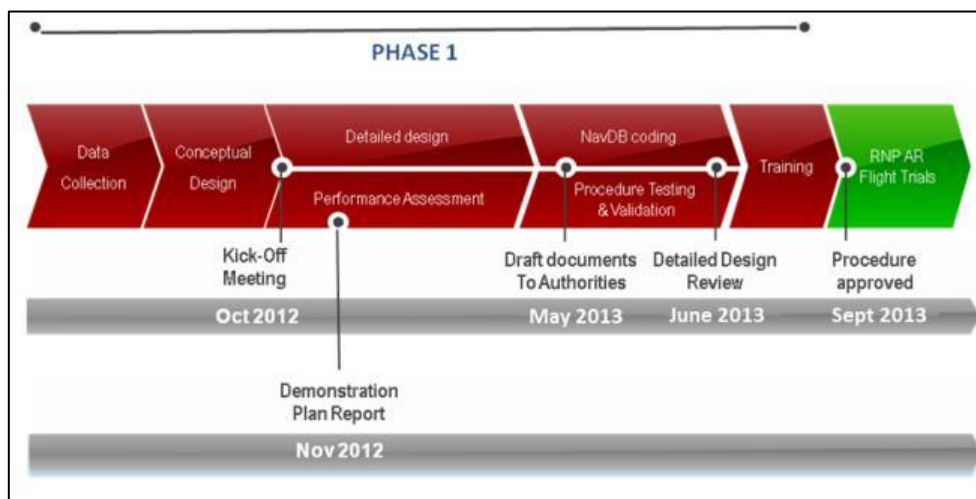 PHASE 1
Data
Collection
Conceptual
Design
Detailed design
Performance Assessment
NavDB coding
Procedure Testing
& Validation
Training
RNP AR
Flight Trials
Kick-Off
Meeting
Draft documents
To Authorities
Detailed Design
Review
Procedure
approved
Oct 2012
May 2013
June 2013
Sept 2013
Demonstration
Plan Report
Nov 2012